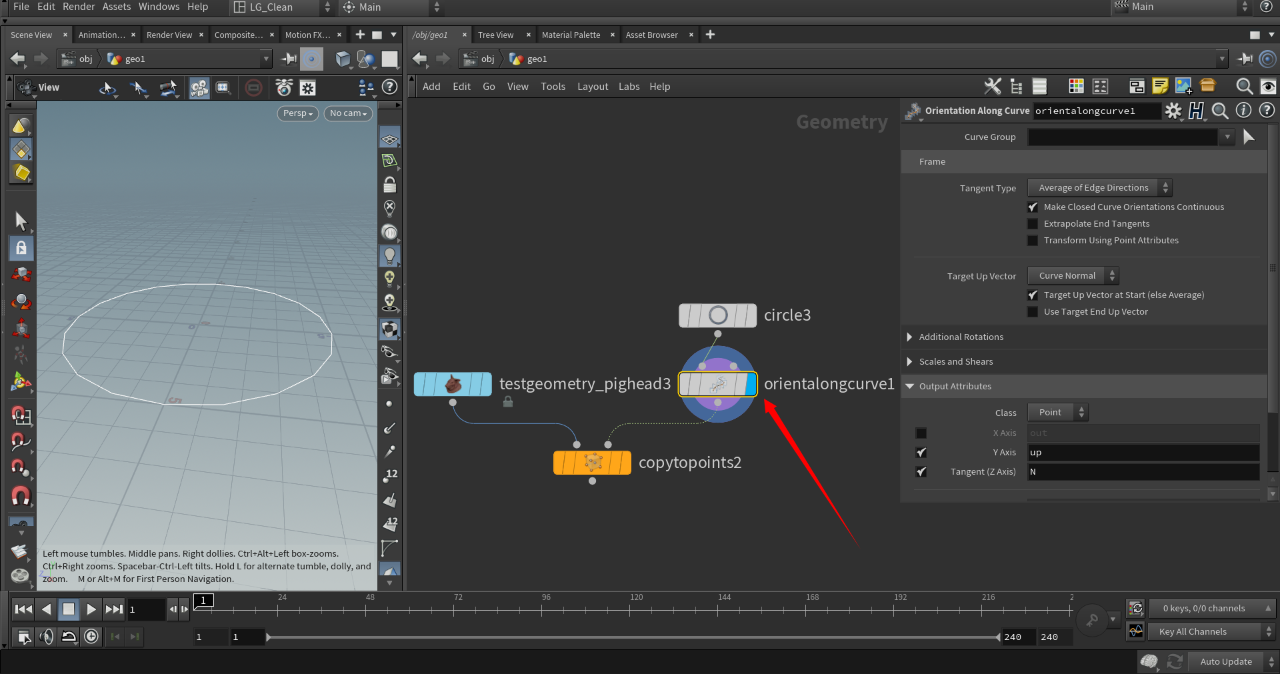 File Edit Render Assets Windows Help LG_Clean Main Main
Scene View Animation... Render View Composite... Motion FX... /obj/geo1 Tree View Material Palette Asset Browser
obj geo1 obj geo1
View Add Edit Go View Tools Layout Labs Help
Persp No cam
Geometry
Orientation Along Curve orientalongcurve1
Curve Group
Frame
Tangent Type Average of Edge Directions
Make Closed Curve Orientations Continuous
Extrapolate End Tangents
Transform Using Point Attributes
Target Up Vector Curve Normal
Target Up Vector at Start (else Average)
Use Target End Up Vector
Additional Rotations
Scales and Shears
Output Attributes
Class Point
X Axis out
Y Axis up
Tangent (Z Axis) N
circle3
testgeometry_pighead3 orientalongcurve1
copytopoints2
12
12
Left mouse tumbles. Middle pans. Right dollies. Ctrl+Alt+Left box-zooms.
Ctrl+Right zooms. Spacebar-Ctrl-Left tilts. Hold L for alternate tumble, dolly, and
zoom. M or Alt+M for First Person Navigation.
1 1 24 48 72 96 120 144 168 192 216 2
0 keys, 0/0 channels
1 1 240 240 Key All Channels
Auto Update